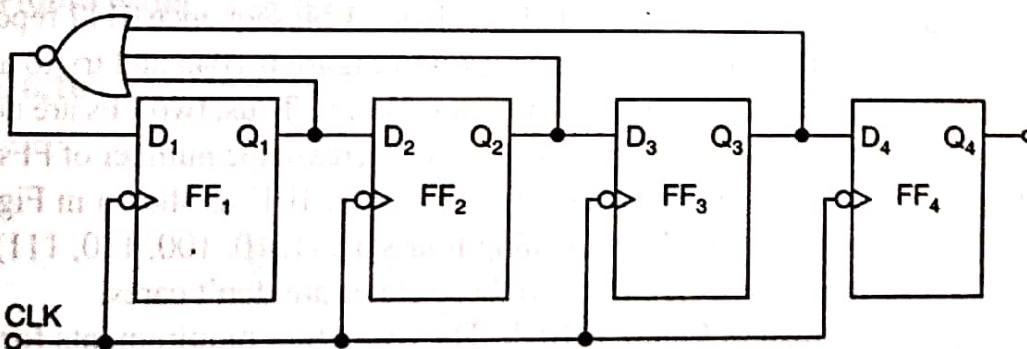 D₁ Q₁ D₂ Q₂ D₃ Q₃ D₄ Q₄
FF₁ FF₂ FF₃ FF₄
CLK